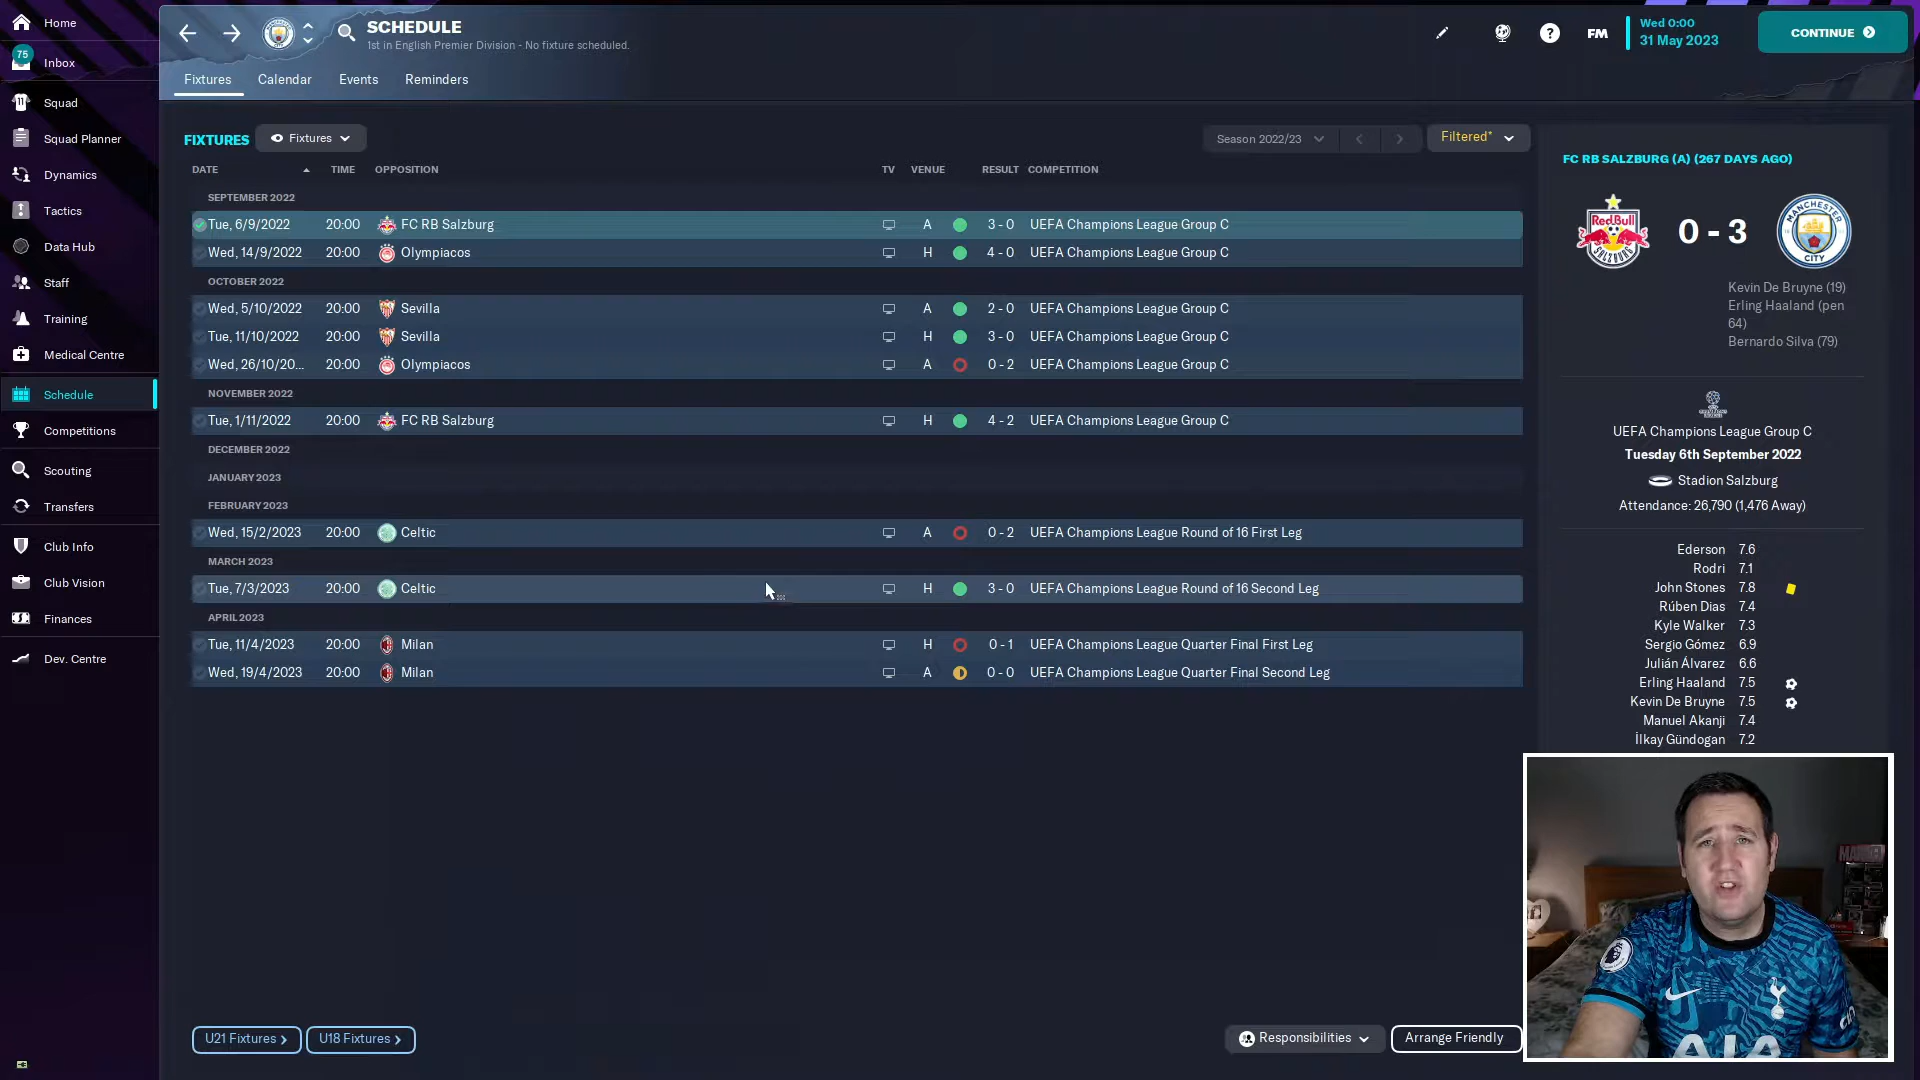 Home
75
Inbox
Squad
Squad Planner
Dynamics
Tactics
Data Hub
Staff
Training
Medical Centre
Schedule
Competitions
Scouting
Transfers
Club Info
Club Vision
Finances
Dev. Centre
SCHEDULE
1st in English Premier Division - No fixture scheduled.
FM
Wed 0:00
31 May 2023
CONTINUE
Fixtures Calendar Events Reminders
FIXTURES Fixtures Season 2022/23 Filtered*
DATE TIME OPPOSITION TV VENUE RESULT COMPETITION
SEPTEMBER 2022
Tue, 6/9/2022 20:00 FC RB Salzburg A 3 - 0 UEFA Champions League Group C
Wed, 14/9/2022 20:00 Olympiacos H 4 - 0 UEFA Champions League Group C
OCTOBER 2022
Wed, 5/10/2022 20:00 Sevilla A 2 - 0 UEFA Champions League Group C
Tue, 11/10/2022 20:00 Sevilla H 3 - 0 UEFA Champions League Group C
Wed, 26/10/20... 20:00 Olympiacos A 0 - 2 UEFA Champions League Group C
NOVEMBER 2022
Tue, 1/11/2022 20:00 FC RB Salzburg H 4 - 2 UEFA Champions League Group C
DECEMBER 2022
JANUARY 2023
FEBRUARY 2023
Wed, 15/2/2023 20:00 Celtic A 0 - 2 UEFA Champions League Round of 16 First Leg
MARCH 2023
Tue, 7/3/2023 20:00 Celtic H 3 - 0 UEFA Champions League Round of 16 Second Leg
APRIL 2023
Tue, 11/4/2023 20:00 Milan H 0 - 1 UEFA Champions League Quarter Final First Leg
Wed, 19/4/2023 20:00 Milan A 0 - 0 UEFA Champions League Quarter Final Second Leg
U21 Fixtures U18 Fixtures Responsibilities Arrange Friendly
FC RB SALZBURG (A) (267 DAYS AGO)
RedBull
SALZBURG
0 - 3
MANCHESTER
CITY
Kevin De Bruyne (19)
Erling Haaland (pen
64)
Bernardo Silva (79)
UEFA Champions League Group C
Tuesday 6th September 2022
Stadion Salzburg
Attendance: 26,790 (1,476 Away)
Ederson 7.6
Rodri 7.1
John Stones 7.8
Rúben Dias 7.4
Kyle Walker 7.3
Sergio Gómez 6.9
Julián Álvarez 6.6
Erling Haaland 7.5
Kevin De Bruyne 7.5
Manuel Akanji 7.4
İlkay Gündogan 7.2
MARVEL
AIA